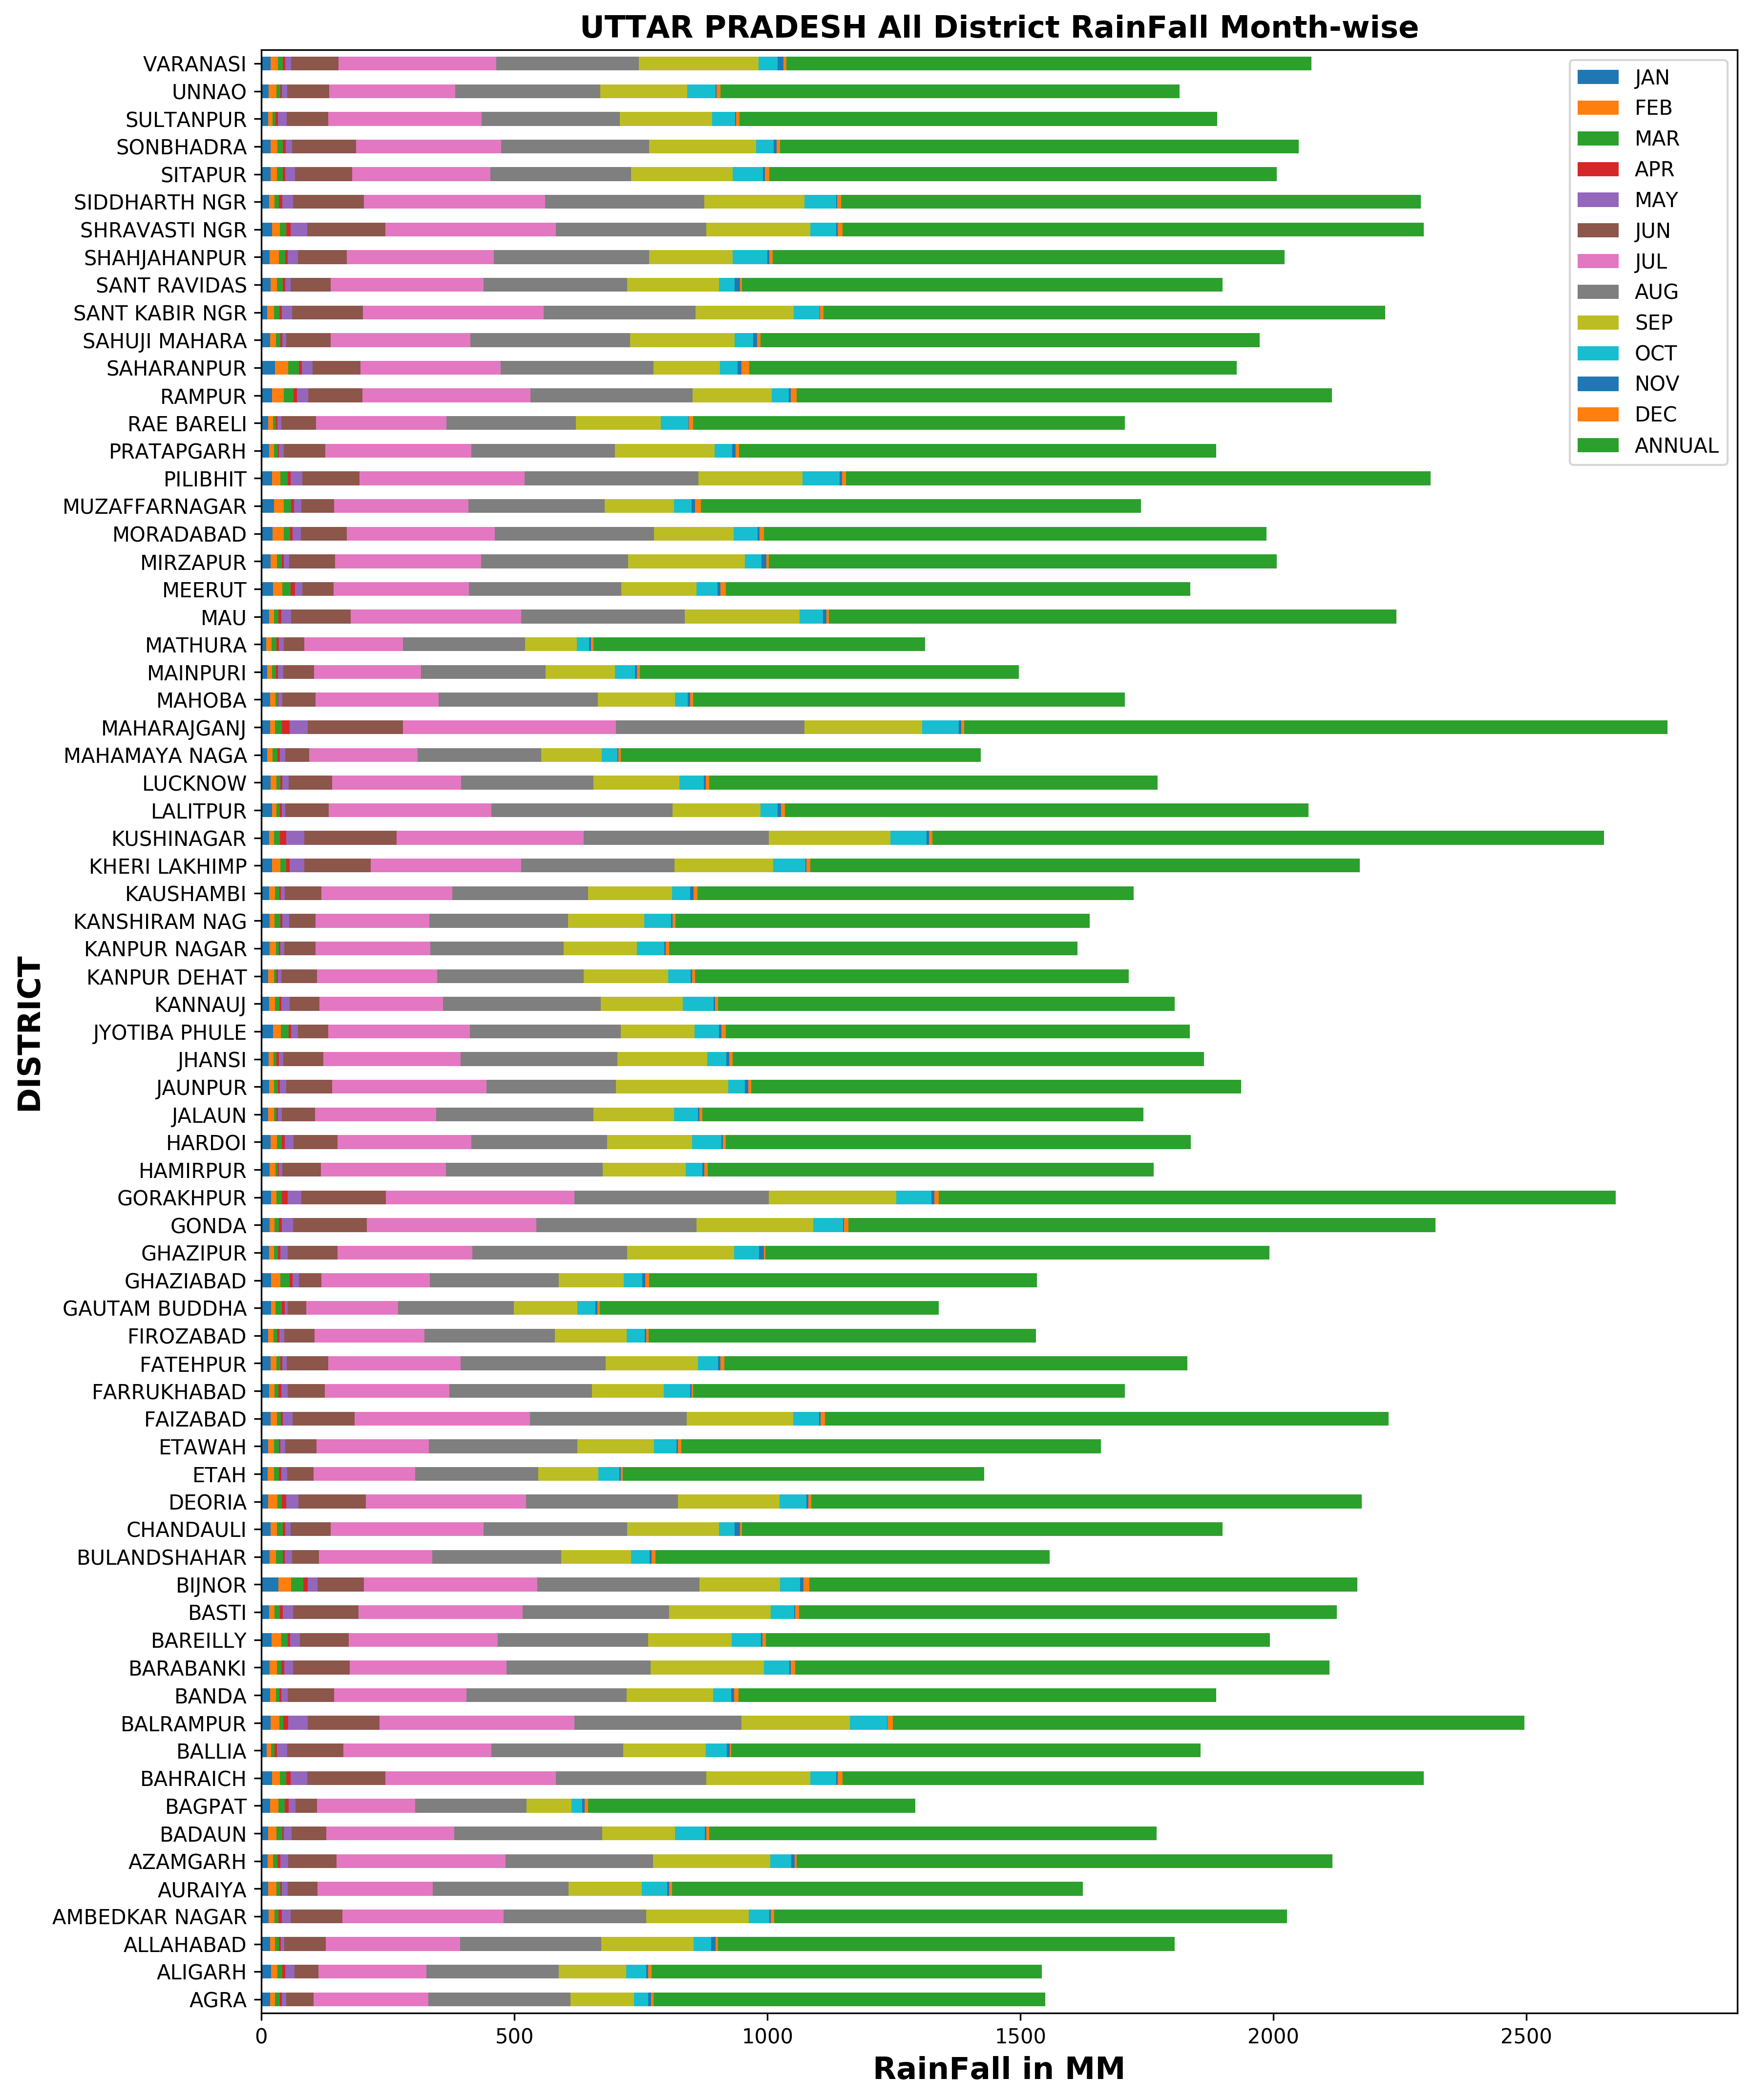 UTTAR PRADESH All District RainFall Month-wise
VARANASI
UNNAO
SULTANPUR
SONBHADRA
SITAPUR
SIDDHARTH NGR
SHRAVASTI NGR
SHAHJAHANPUR
SANT RAVIDAS
SANT KABIR NGR
SAHUJI MAHARA
SAHARANPUR
RAMPUR
RAE BARELI
PRATAPGARH
PILIBHIT
MUZAFFARNAGAR
MORADABAD
MIRZAPUR
MEERUT
MAU
MATHURA
MAINPURI
MAHOBA
MAHARAJGANJ
MAHAMAYA NAGA
LUCKNOW
LALITPUR
KUSHINAGAR
KHERI LAKHIMP
KAUSHAMBI
KANSHIRAM NAG
KANPUR NAGAR
KANPUR DEHAT
KANNAUJ
JYOTIBA PHULE
JHANSI
JAUNPUR
JALAUN
HARDOI
HAMIRPUR
GORAKHPUR
GONDA
GHAZIPUR
GHAZIABAD
GAUTAM BUDDHA
FIROZABAD
FATEHPUR
FARRUKHABAD
FAIZABAD
ETAWAH
ETAH
DEORIA
CHANDAULI
BULANDSHAHAR
BIJNOR
BASTI
BAREILLY
BARABANKI
BANDA
BALRAMPUR
BALLIA
BAHRAICH
BAGPAT
BADAUN
AZAMGARH
AURAIYA
AMBEDKAR NAGAR
ALLAHABAD
ALIGARH
AGRA
DISTRICT
0 500 1000 1500 2000 2500
RainFall in MM
JAN
FEB
MAR
APR
MAY
JUN
JUL
AUG
SEP
OCT
NOV
DEC
ANNUAL